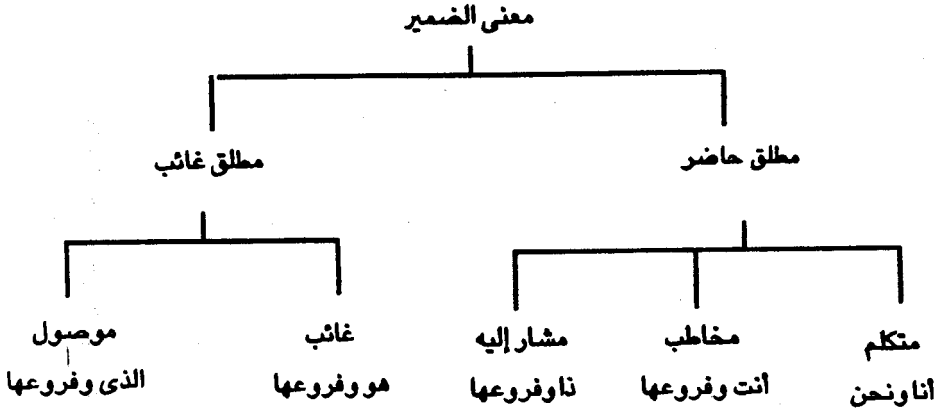 معنى الضمير
مطلق حاضر
مطلق غائب
متكلم
مخاطب
مشار إليه
غائب
موصول
أنا ونحن
أنت وفروعها
ذا وفروعها
هو وفروعها
الذى وفروعها